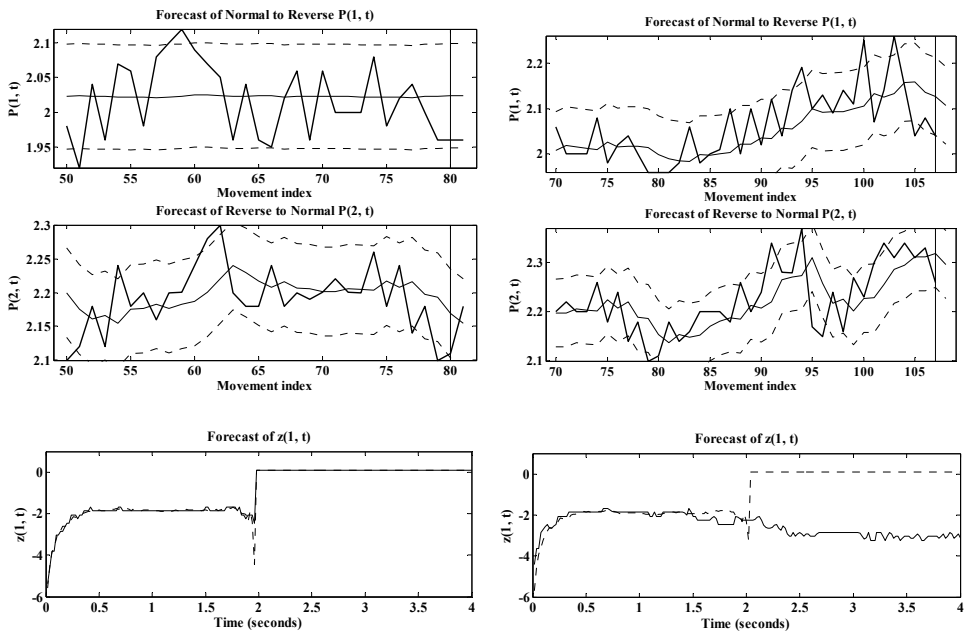 Forecast of Normal to Reverse P(1, t)
P(1, t)
2.1
2.05
2
1.95
50 55 60 65 70 75 80
Movement index
Forecast of Reverse to Normal P(2, t)
P(2, t)
2.3
2.25
2.2
2.15
2.1
50 55 60 65 70 75 80
Movement index
Forecast of z(1, t)
z(1, t)
0
-2
-4
-6
0 0.5 1 1.5 2 2.5 3 3.5 4
Time (seconds)
Forecast of Normal to Reverse P(1, t)
P(1, t)
2.2
2.1
2
70 75 80 85 90 95 100 105
Movement index
Forecast of Reverse to Normal P(2, t)
P(2, t)
2.3
2.2
2.1
70 75 80 85 90 95 100 105
Movement index
Forecast of z(1, t)
z(1, t)
0
-2
-4
-6
0 0.5 1 1.5 2 2.5 3 3.5 4
Time (seconds)